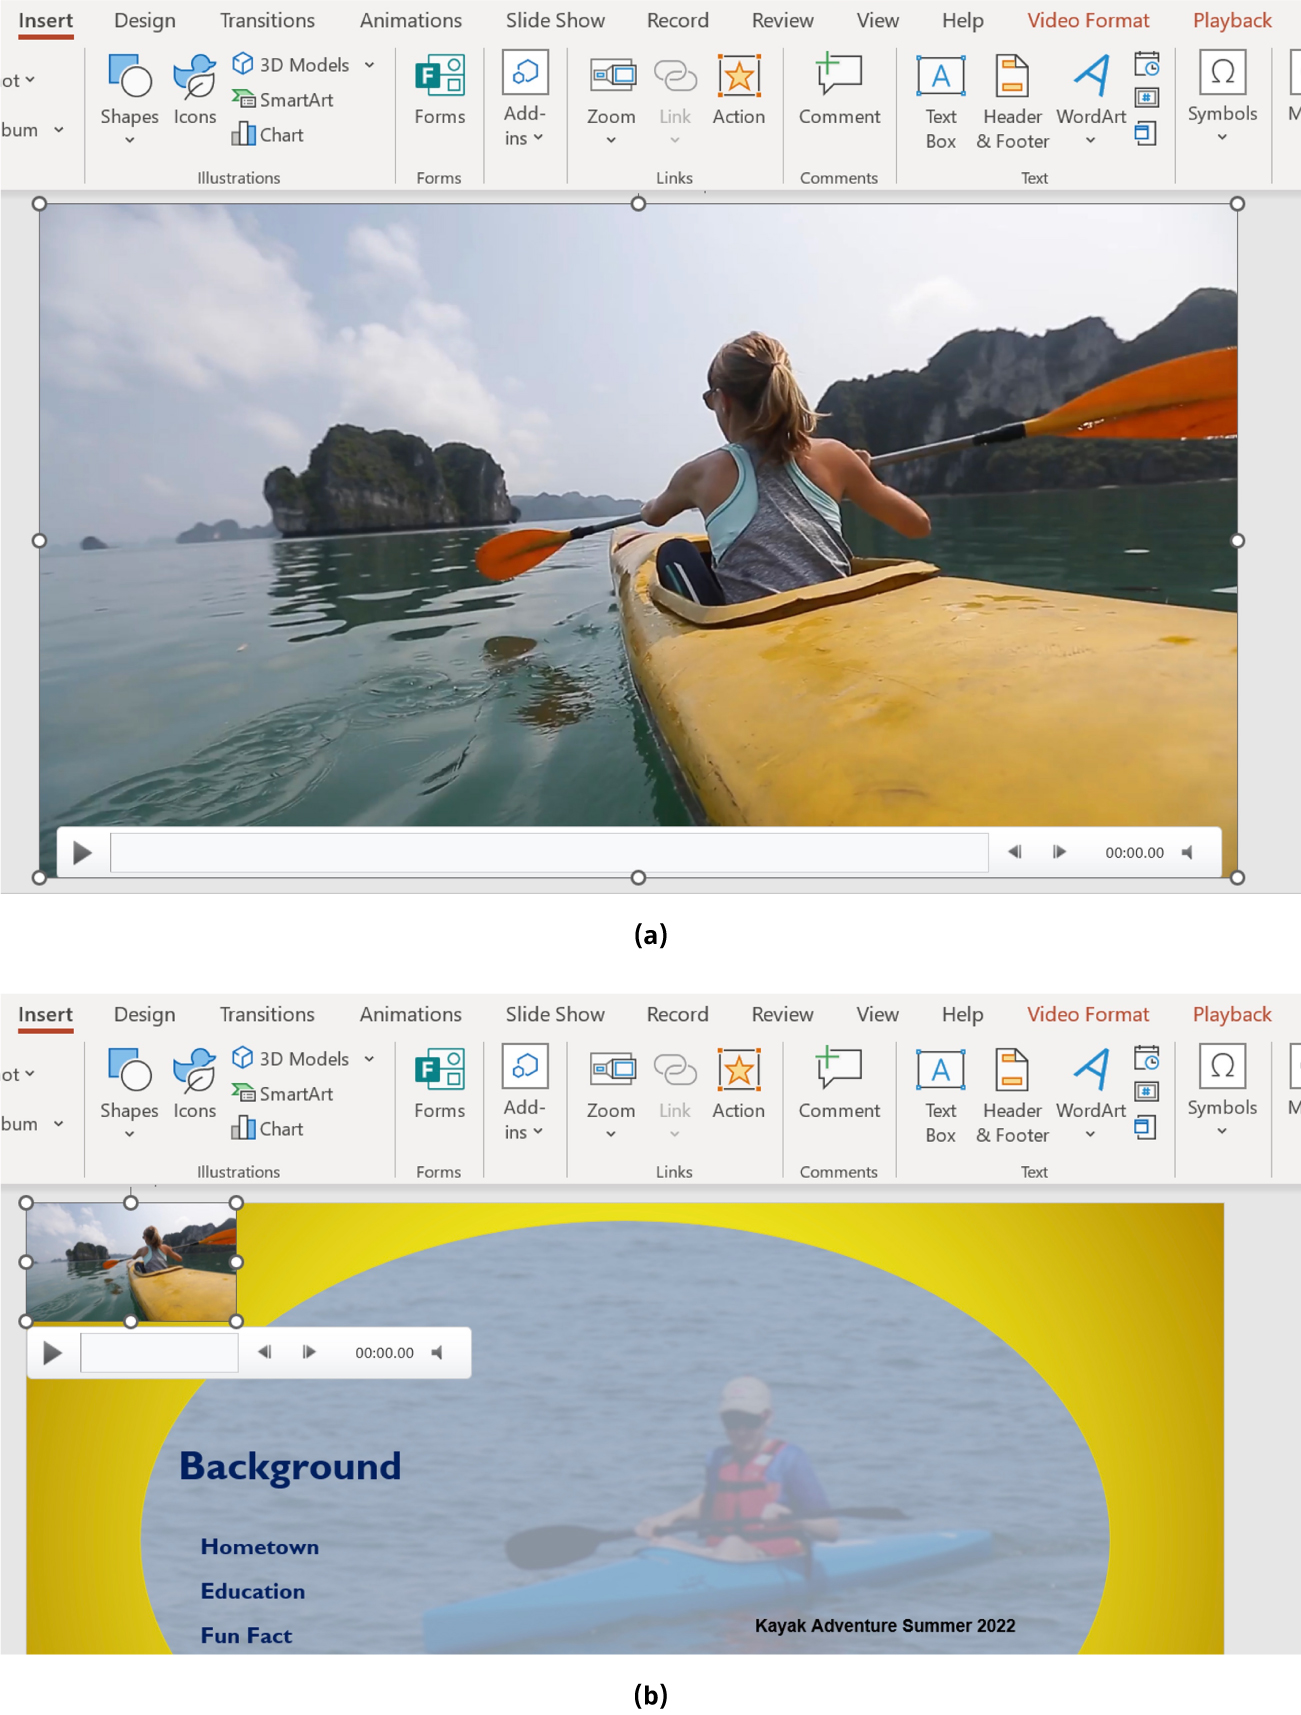 Insert Design Transitions Animations Slide Show Record Review View Help Video Format Playback
ot
bum
Shapes
Icons
3D Models
SmartArt
Chart
Illustrations
Forms
Forms
Add-
ins
Zoom
Link
Action
Links
Comment
Comments
Text
Box
Header
& Footer
WordArt
Text
Symbols
M
00:00.00
(a)
Insert Design Transitions Animations Slide Show Record Review View Help Video Format Playback
ot
bum
Shapes
Icons
3D Models
SmartArt
Chart
Illustrations
Forms
Forms
Add-
ins
Zoom
Link
Action
Links
Comment
Comments
Text
Box
Header
& Footer
WordArt
Text
Symbols
M
00:00.00
Background
Hometown
Education
Fun Fact
Kayak Adventure Summer 2022
(b)